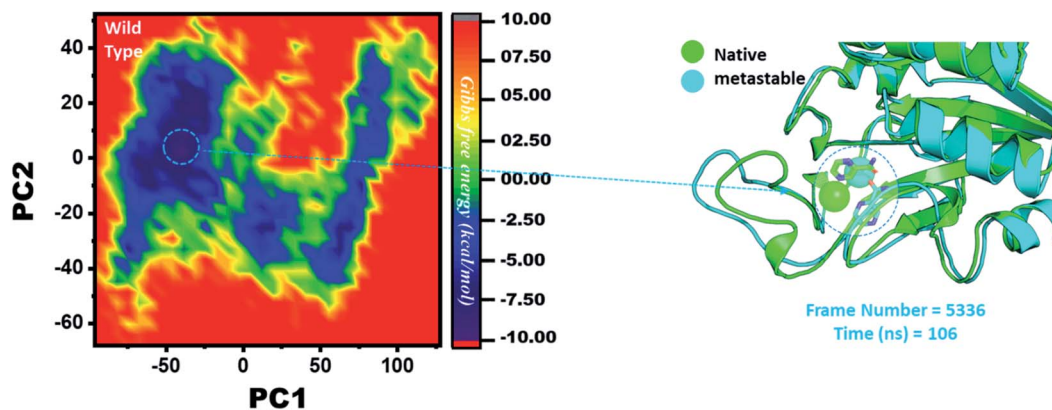 Wild
Type
PC2
40
20
0
-20
-40
-60
-50
0
50
100
PC1
10.00
07.50
05.00
02.50
00.00
-2.50
-5.00
-7.50
-10.00
Gibbs free energy (kcal/mol)
Native
metastable
Frame Number = 5336
Time (ns) = 106